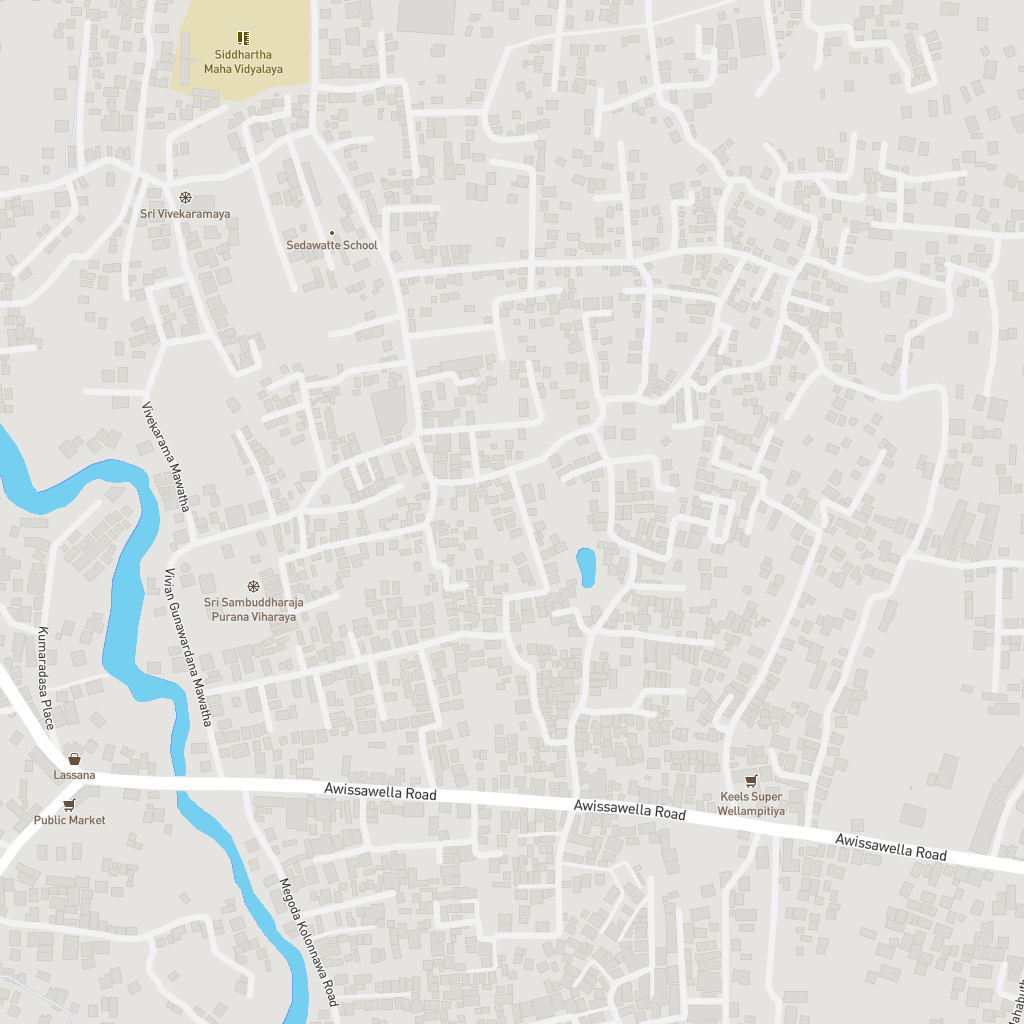 Siddhartha
Maha Vidyalaya
Sri Vivekaramaya
Sedawatte School
Vivekarama Mawatha
Sri Sambuddharaja
Purana Viharaya
Vivian Gunawardana Mawatha
Kumaradasa Place
Lassana
Public Market
Awissawella Road
Awissawella Road
Keels Super
Wellampitiya
Awissawella Road
Megoda Kolonnawa Road